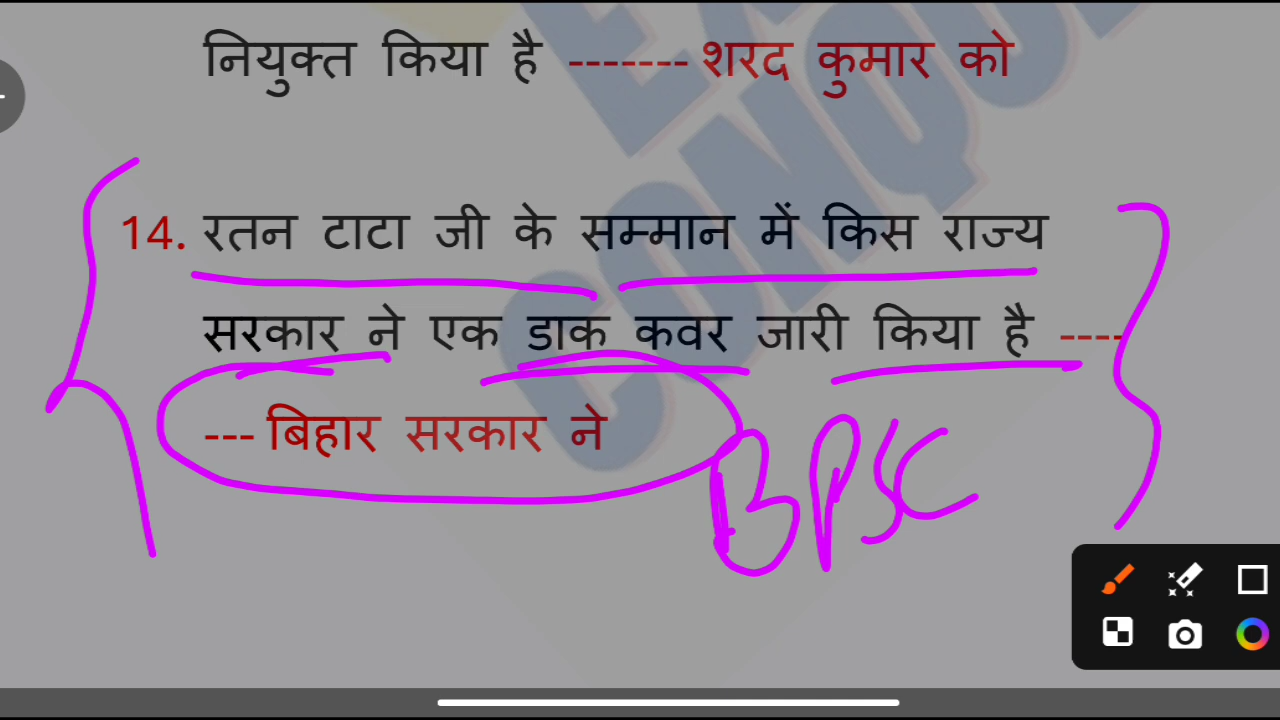 नियुक्त किया है ------- शरद कुमार को
14. रतन टाटा जी के सम्मान में किस राज्य
सरकार ने एक डाक कवर जारी किया है ----
--- बिहार सरकार ने
BPSC